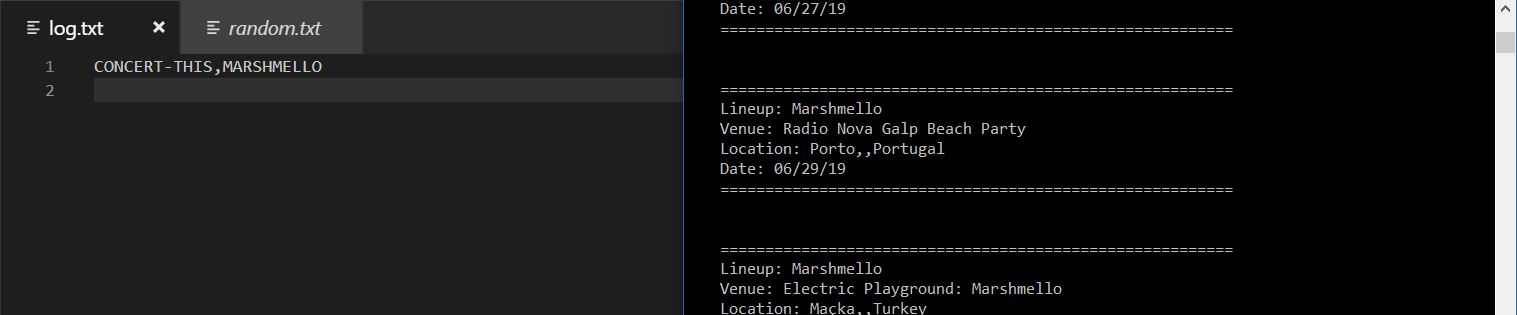 log.txt × random.txt
1 CONCERT-THIS,MARSHMELLO
2
Date: 06/27/19
=========================================================
=========================================================
Lineup: Marshmello
Venue: Radio Nova Galp Beach Party
Location: Porto,,Portugal
Date: 06/29/19
=========================================================
=========================================================
Lineup: Marshmello
Venue: Electric Playground: Marshmello
Location: Macka,,Turkey